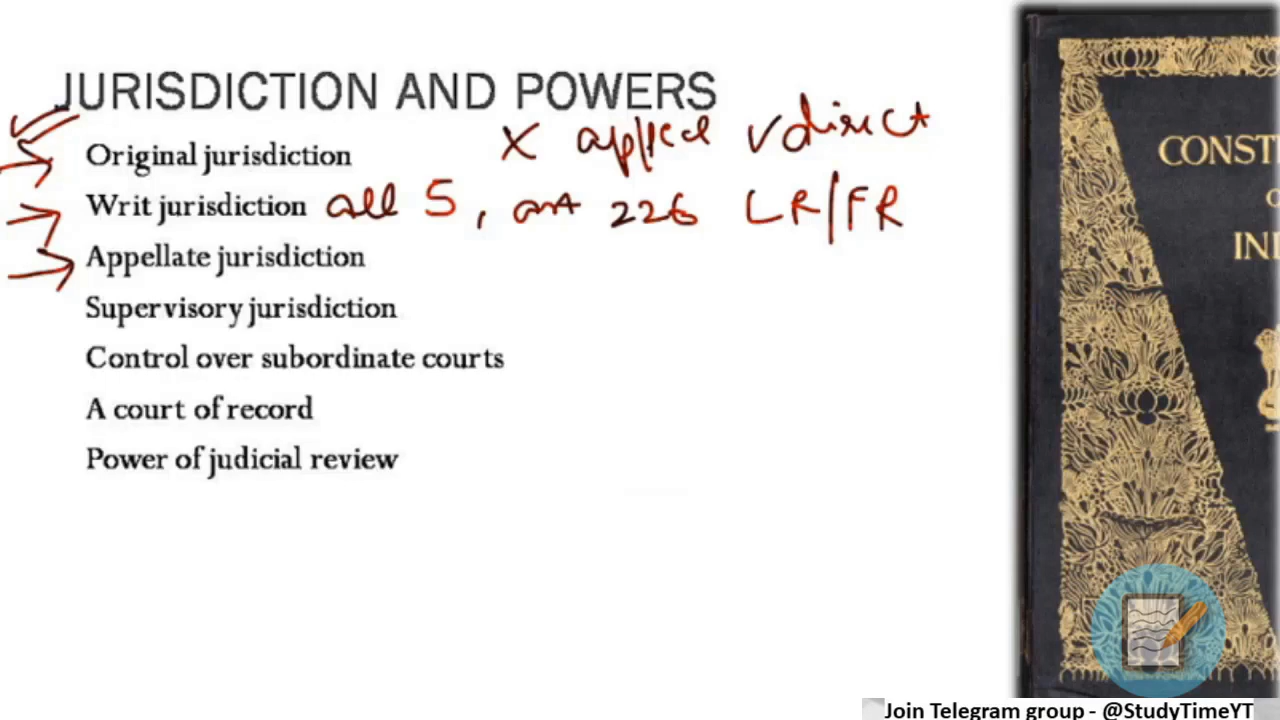 JURISDICTION AND POWERS
Original jurisdiction X appeal √ direct
Writ jurisdiction all 5, art 226 LR/FR
Appellate jurisdiction
Supervisory jurisdiction
Control over subordinate courts
A court of record
Power of judicial review
CONST
O
IND
Join Telegram group - @StudyTimeYT